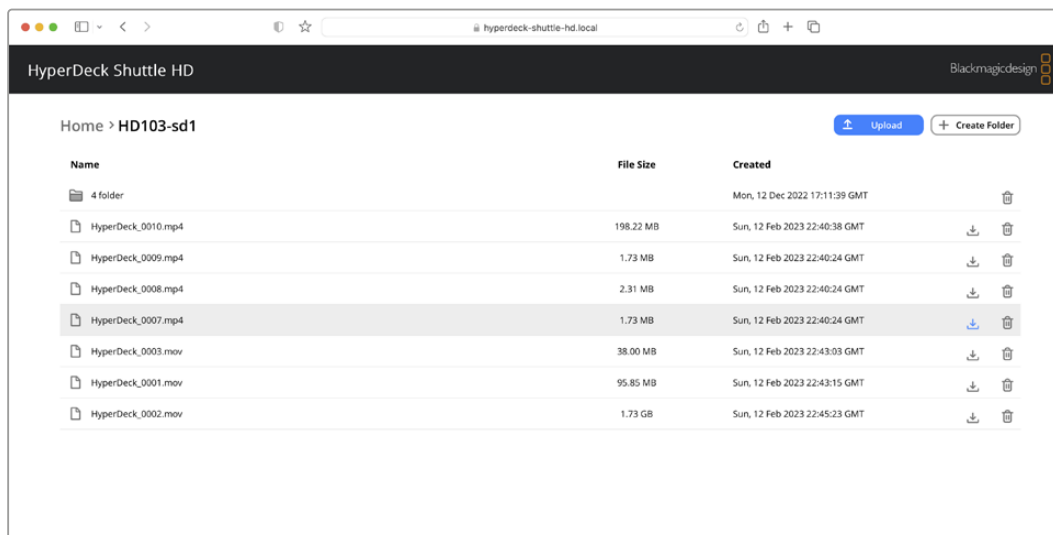 hyperdeck-shuttle-hd.local
HyperDeck Shuttle HD
Blackmagicdesign
Home > HD103-sd1
Upload
+ Create Folder
Name File Size Created
4 folder Mon, 12 Dec 2022 17:11:39 GMT
HyperDeck_0010.mp4 198.22 MB Sun, 12 Feb 2023 22:40:38 GMT
HyperDeck_0009.mp4 1.73 MB Sun, 12 Feb 2023 22:40:24 GMT
HyperDeck_0008.mp4 2.31 MB Sun, 12 Feb 2023 22:40:24 GMT
HyperDeck_0007.mp4 1.73 MB Sun, 12 Feb 2023 22:40:24 GMT
HyperDeck_0003.mov 38.00 MB Sun, 12 Feb 2023 22:43:03 GMT
HyperDeck_0001.mov 95.85 MB Sun, 12 Feb 2023 22:43:15 GMT
HyperDeck_0002.mov 1.73 GB Sun, 12 Feb 2023 22:45:23 GMT